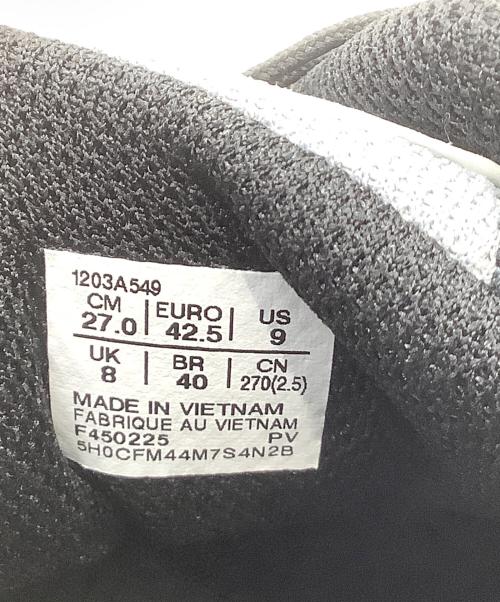 1203A549
CM 27.0 | EURO 42.5 | US 9
UK 8 | BR 40 | CN 270(2.5)
MADE IN VIETNAM
FABRIQUE AU VIETNAM
F450225 PV
5H0CFM44M7S4N2B